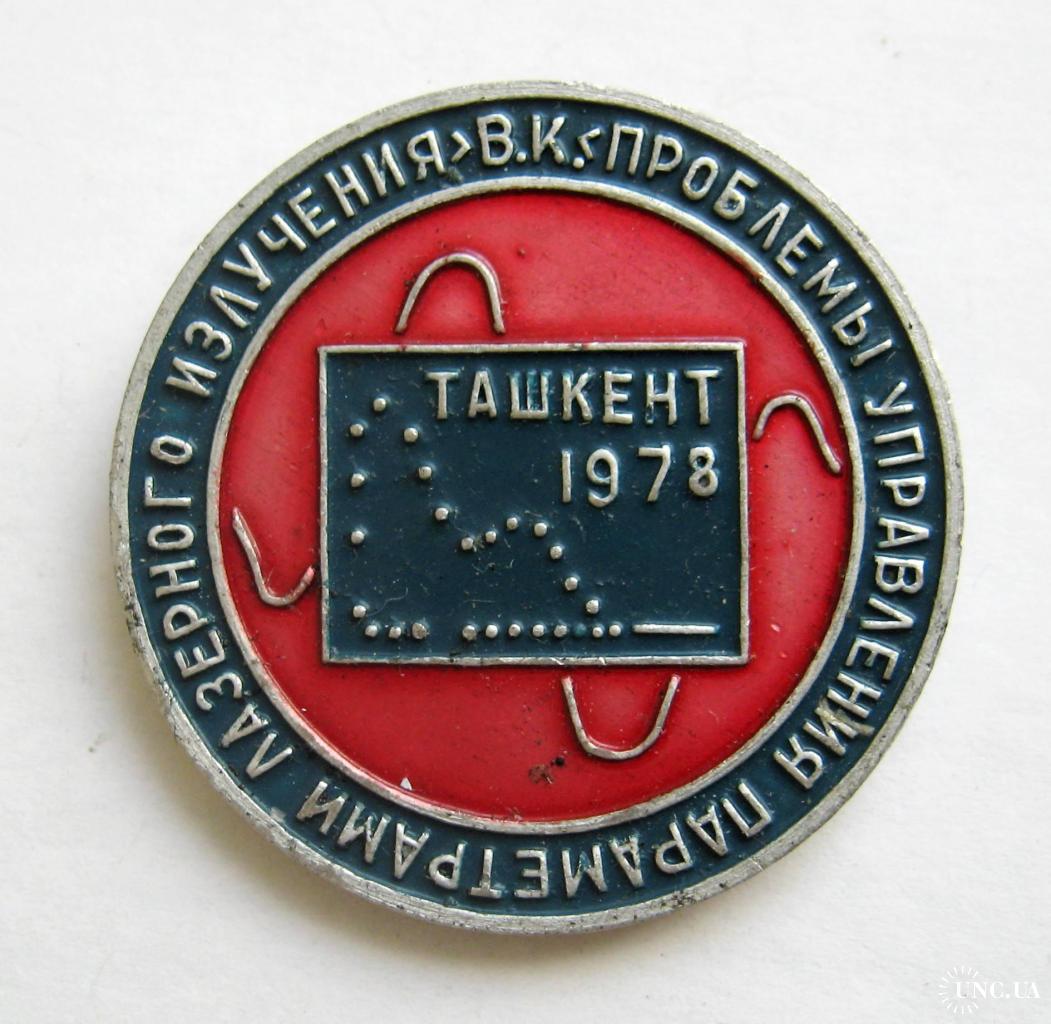 В.К. <ПРОБЛЕМЫ УПРАВЛЕНИЯ ПАРАМЕТРАМИ ЛАЗЕРНОГО ИЗЛУЧЕНИЯ>
ТАШКЕНТ
1978
UNC.UA